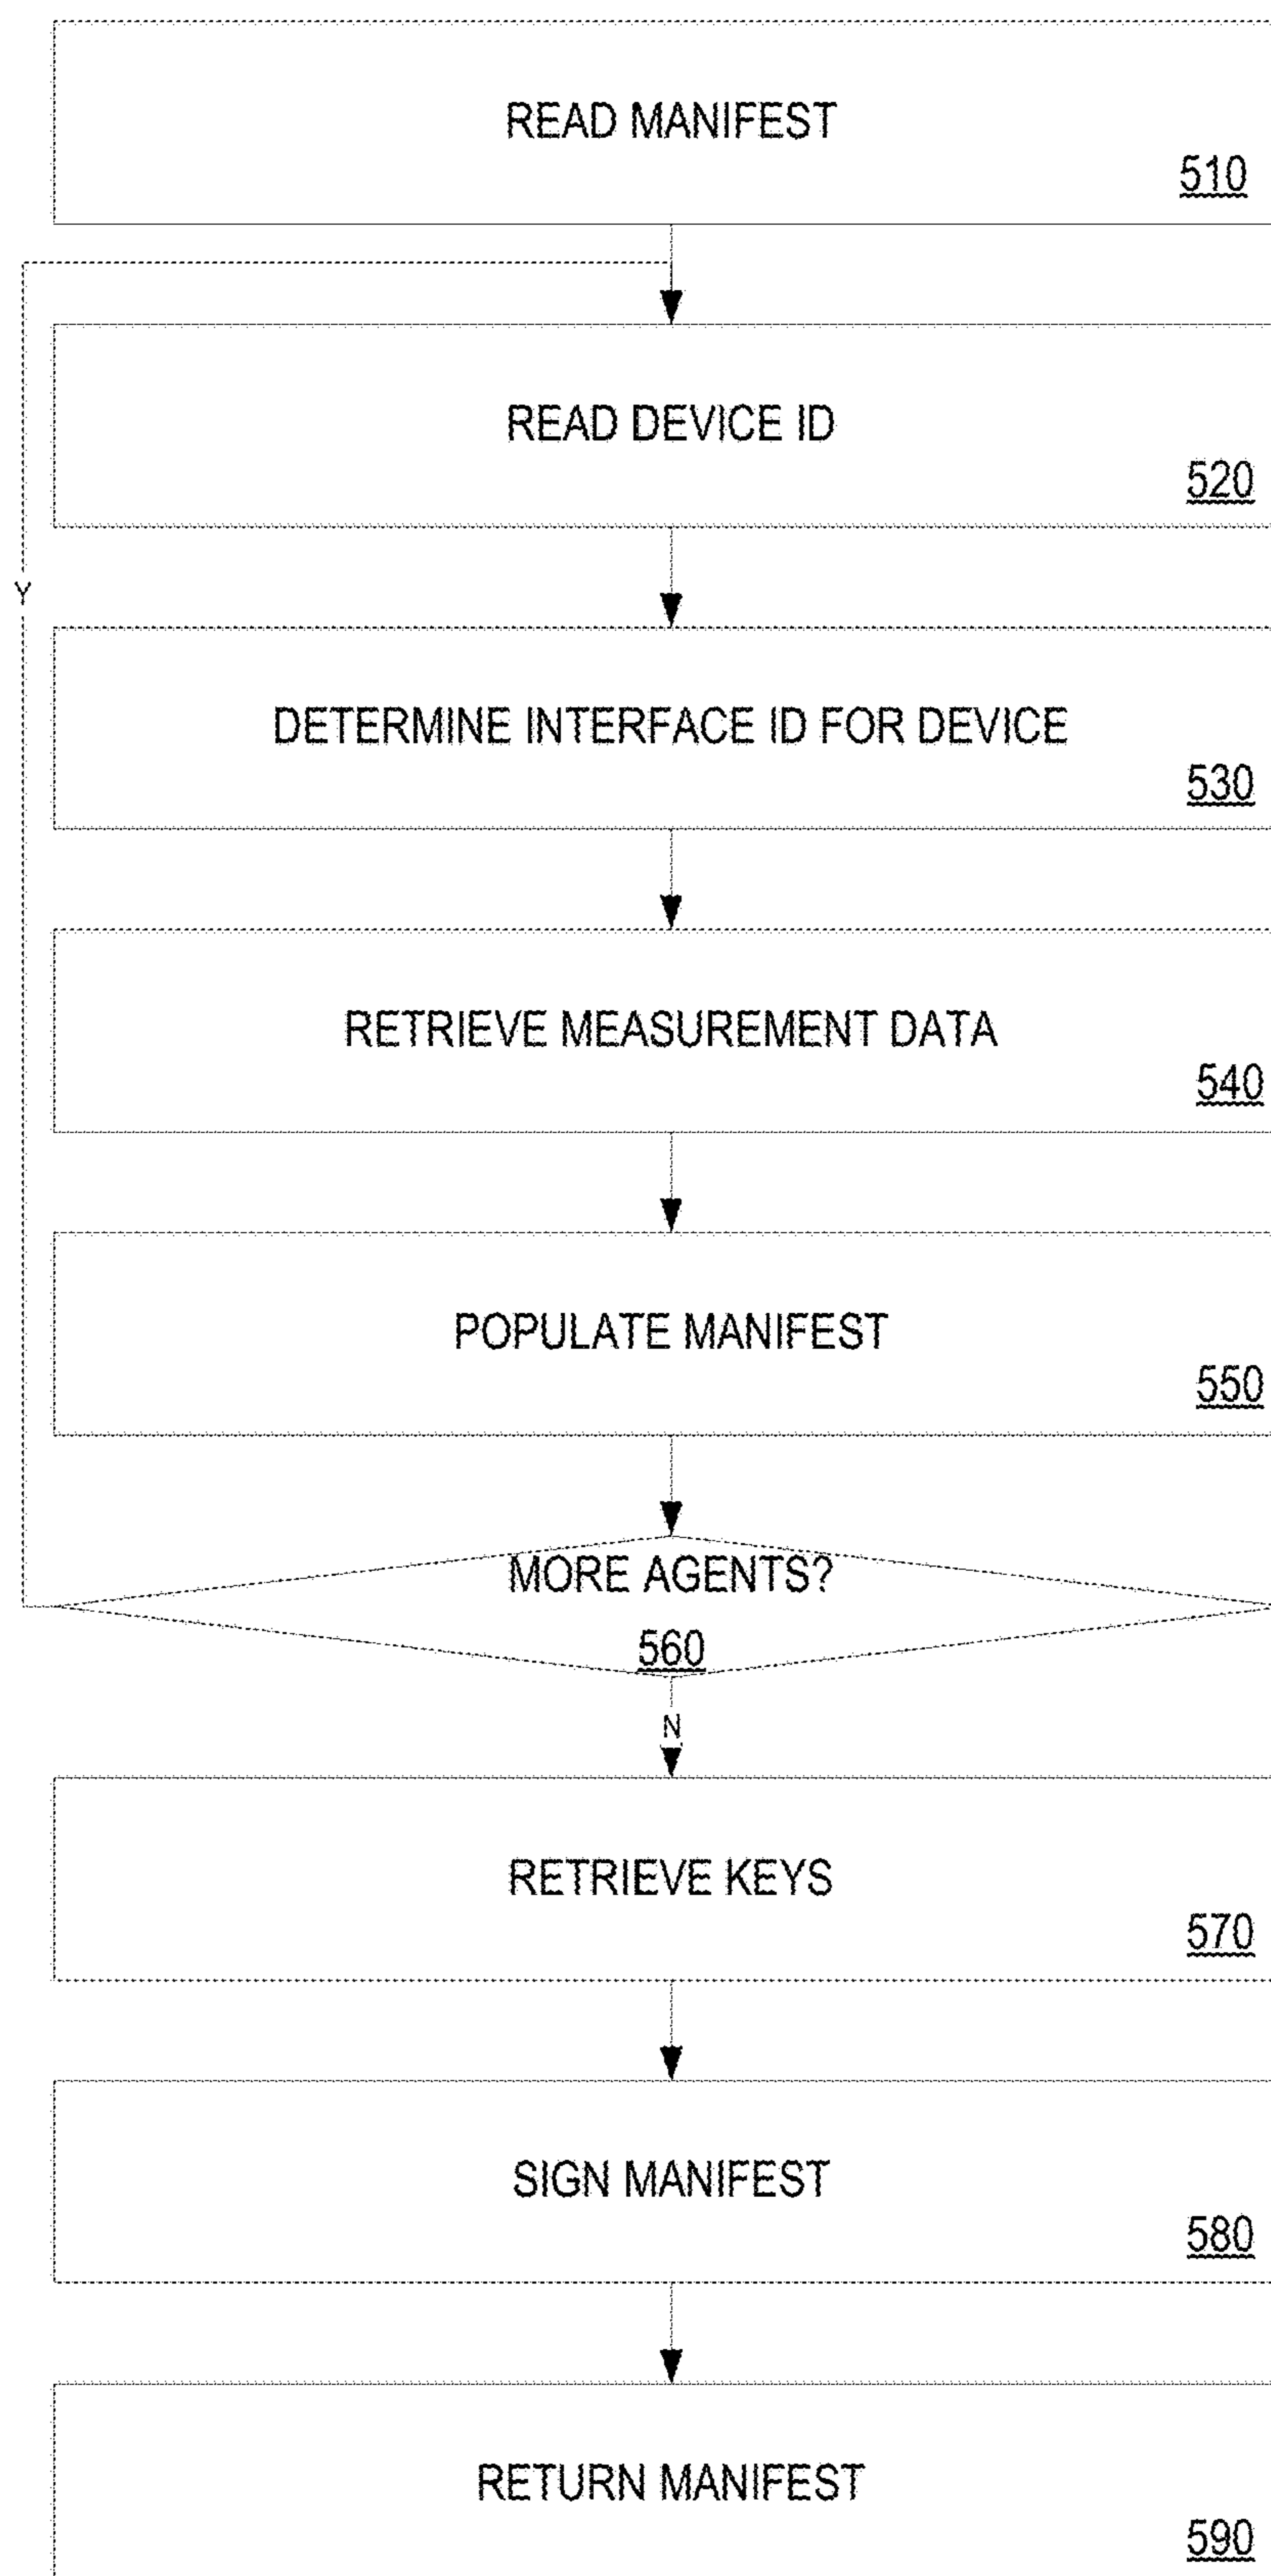 READ MANIFEST
510
READ DEVICE ID
520
Y
DETERMINE INTERFACE ID FOR DEVICE
530
RETRIEVE MEASUREMENT DATA
540
POPULATE MANIFEST
550
MORE AGENTS?
560
N
RETRIEVE KEYS
570
SIGN MANIFEST
580
RETURN MANIFEST
590